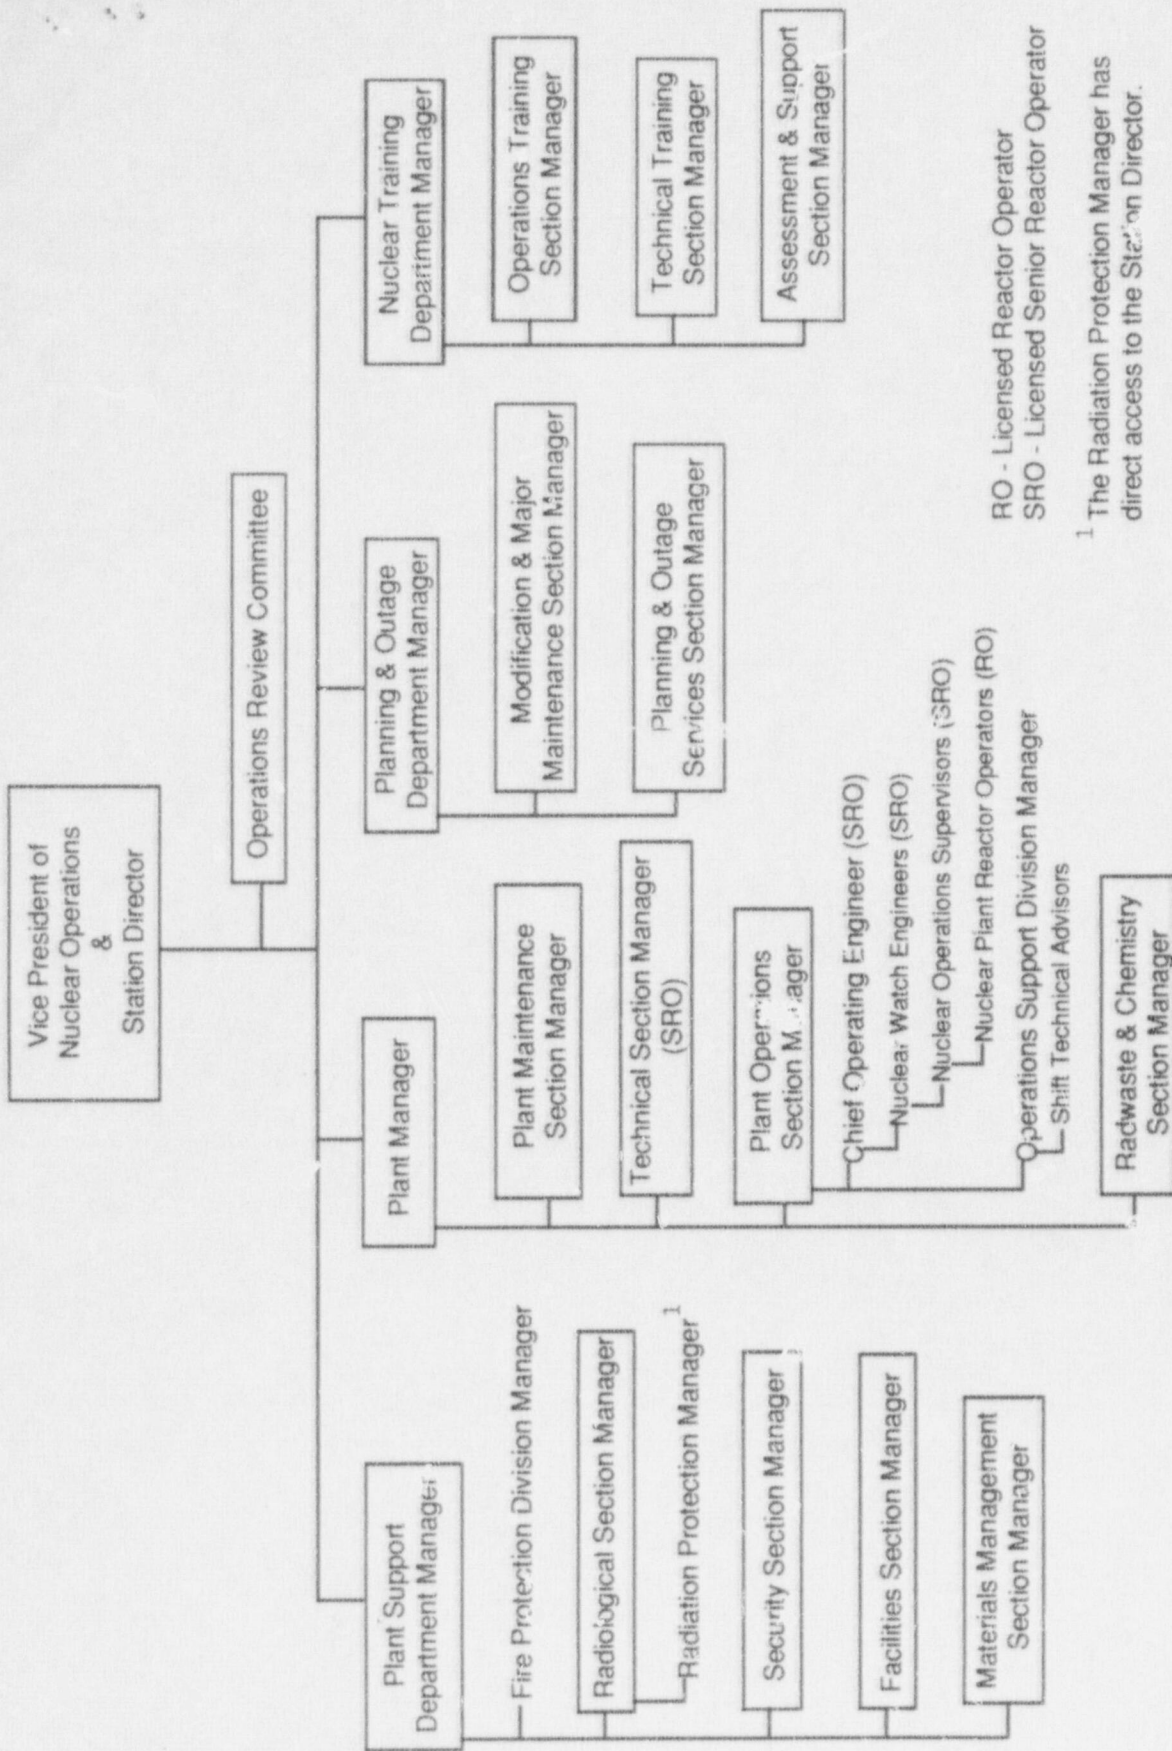 Vice President of
Nuclear Operations
&
Station Director
Operations Review Committee
Plant Support
Department Manager
Fire Protection Division Manager
Radiological Section Manager
Radiation Protection Manager 1
Security Section Manager
Facilities Section Manager
Materials Management
Section Manager
Plant Manager
Plant Maintenance
Section Manager
Technical Section Manager
(SRO)
Plant Operations
Section Manager
Chief Operating Engineer (SRO)
Nuclear Watch Engineers (SRO)
Nuclear Operations Supervisors (SRO)
Nuclear Plant Reactor Operators (RO)
Operations Support Division Manager
Shift Technical Advisors
Radwaste & Chemistry
Section Manager
Planning & Outage
Department Manager
Modification & Major
Maintenance Section Manager
Planning & Outage
Services Section Manager
Nuclear Training
Department Manager
Operations Training
Section Manager
Technical Training
Section Manager
Assessment & Support
Section Manager
RO - Licensed Reactor Operator
SRO - Licensed Senior Reactor Operator
1 The Radiation Protection Manager has
direct access to the Station Director.